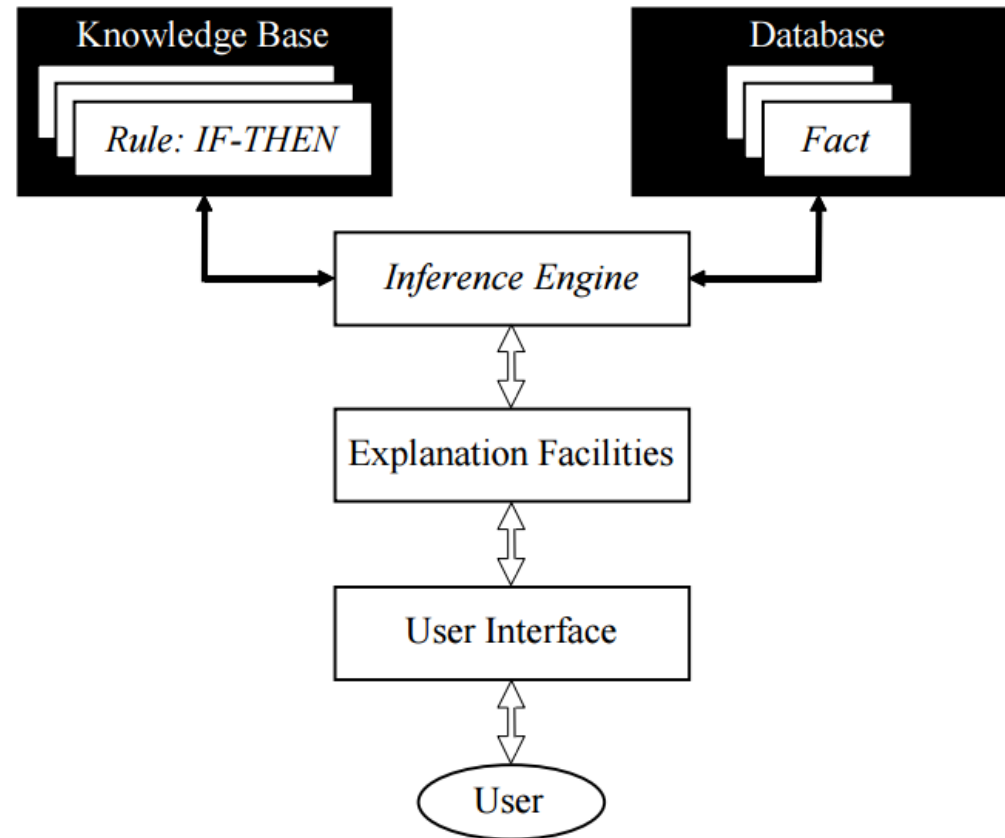 Knowledge Base
Rule: IF-THEN
Database
Fact
Inference Engine
Explanation Facilities
User Interface
User